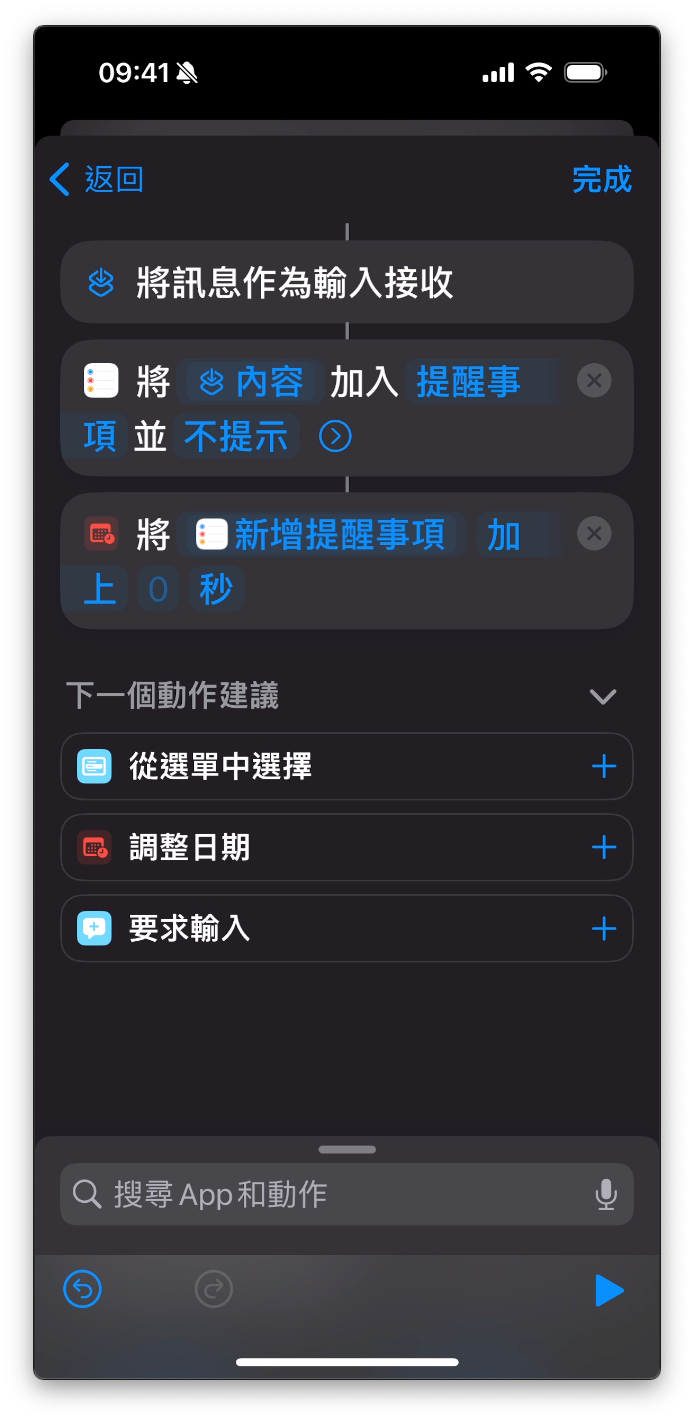 09:41
返回
完成
將訊息作為輸入接收
將 內容 加入 提醒事
項 並 不提示
將 新增提醒事項 加
上 0 秒
下一個動作建議
從選單中選擇
調整日期
要求輸入
搜尋 App 和動作